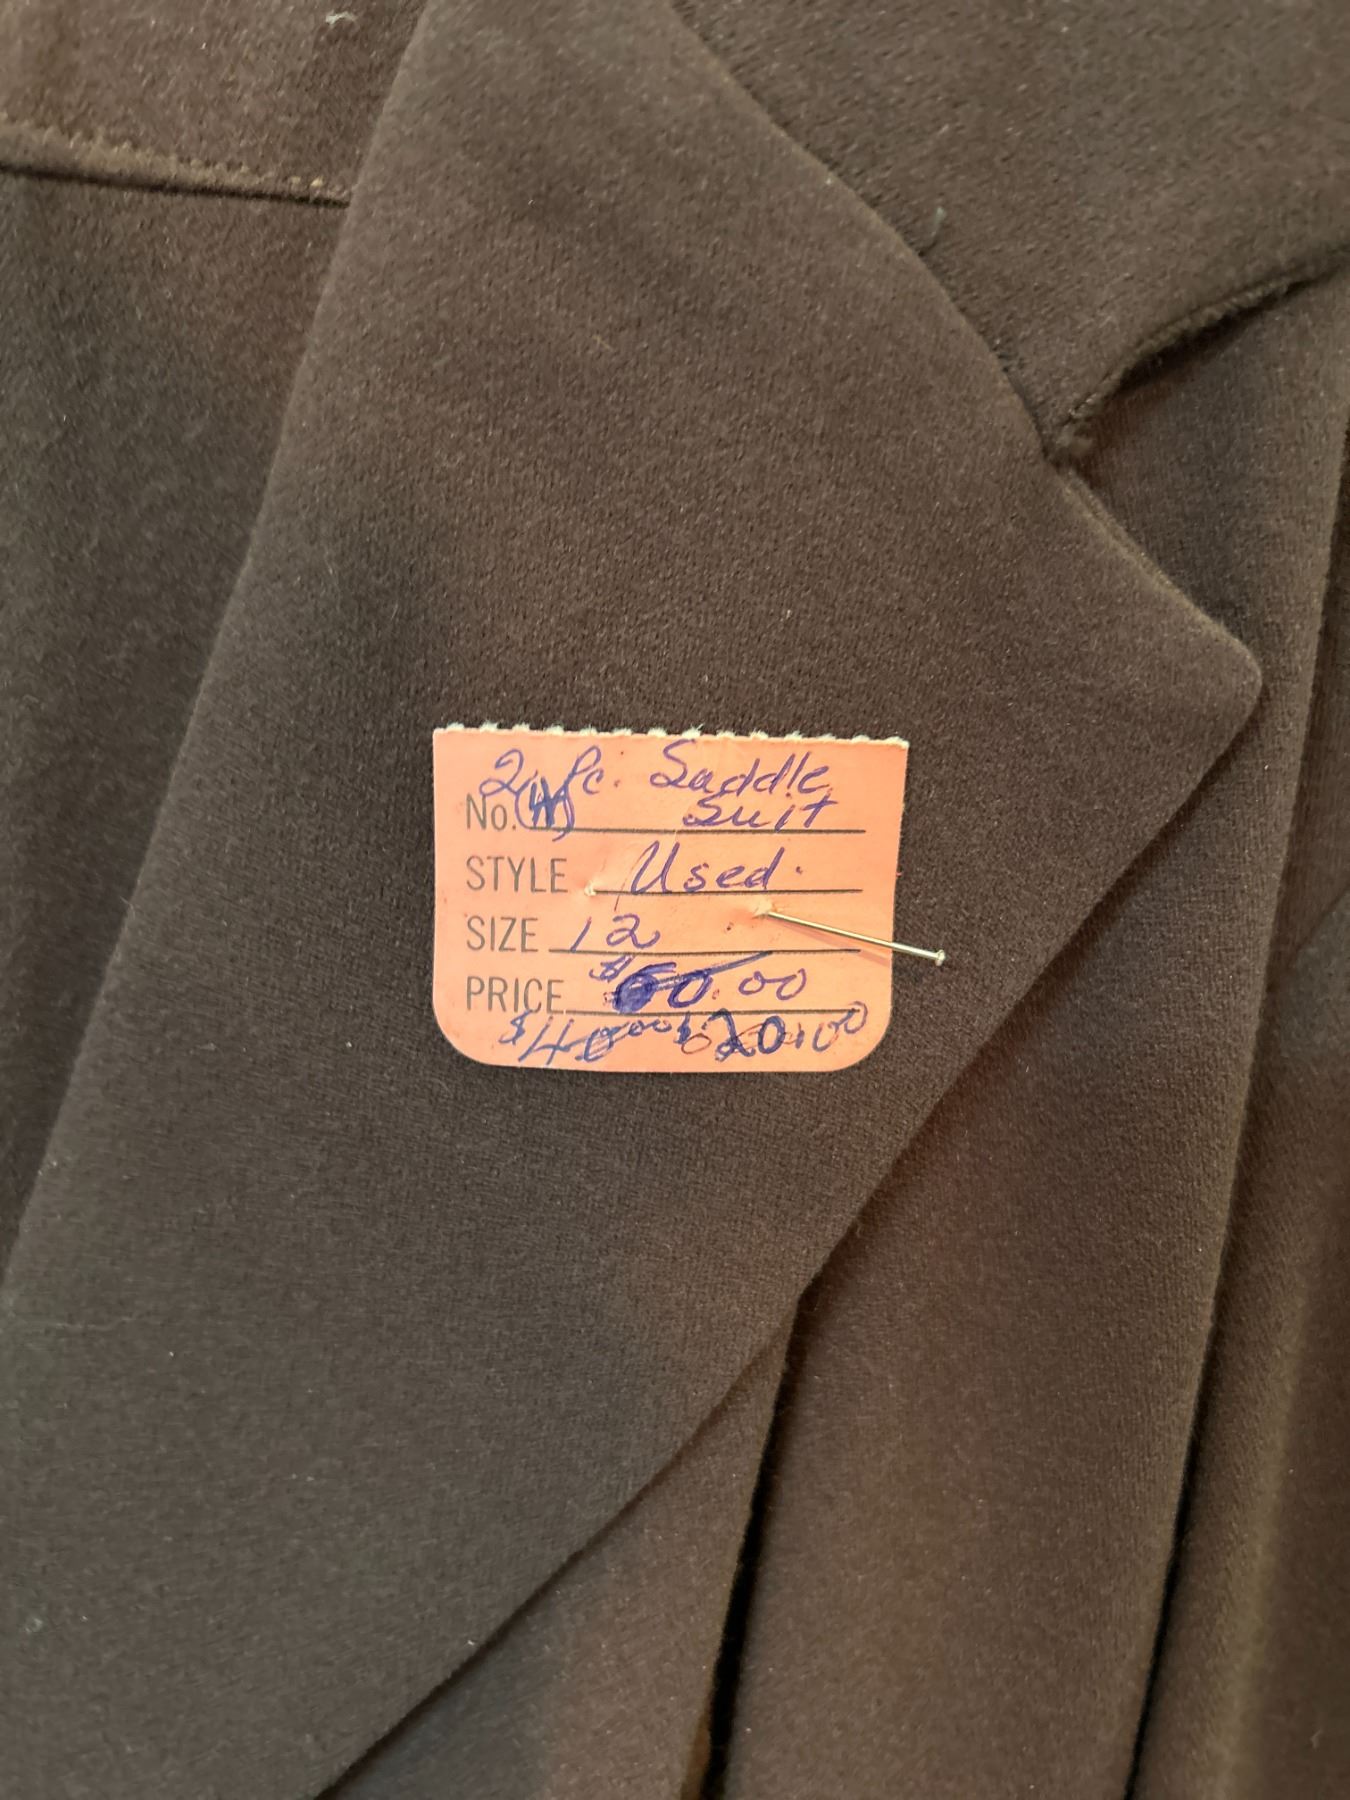 2 Pc. Saddle
No. (W) Suit
STYLE Used.
SIZE 12
PRICE $60.00
$40.00 $20.00